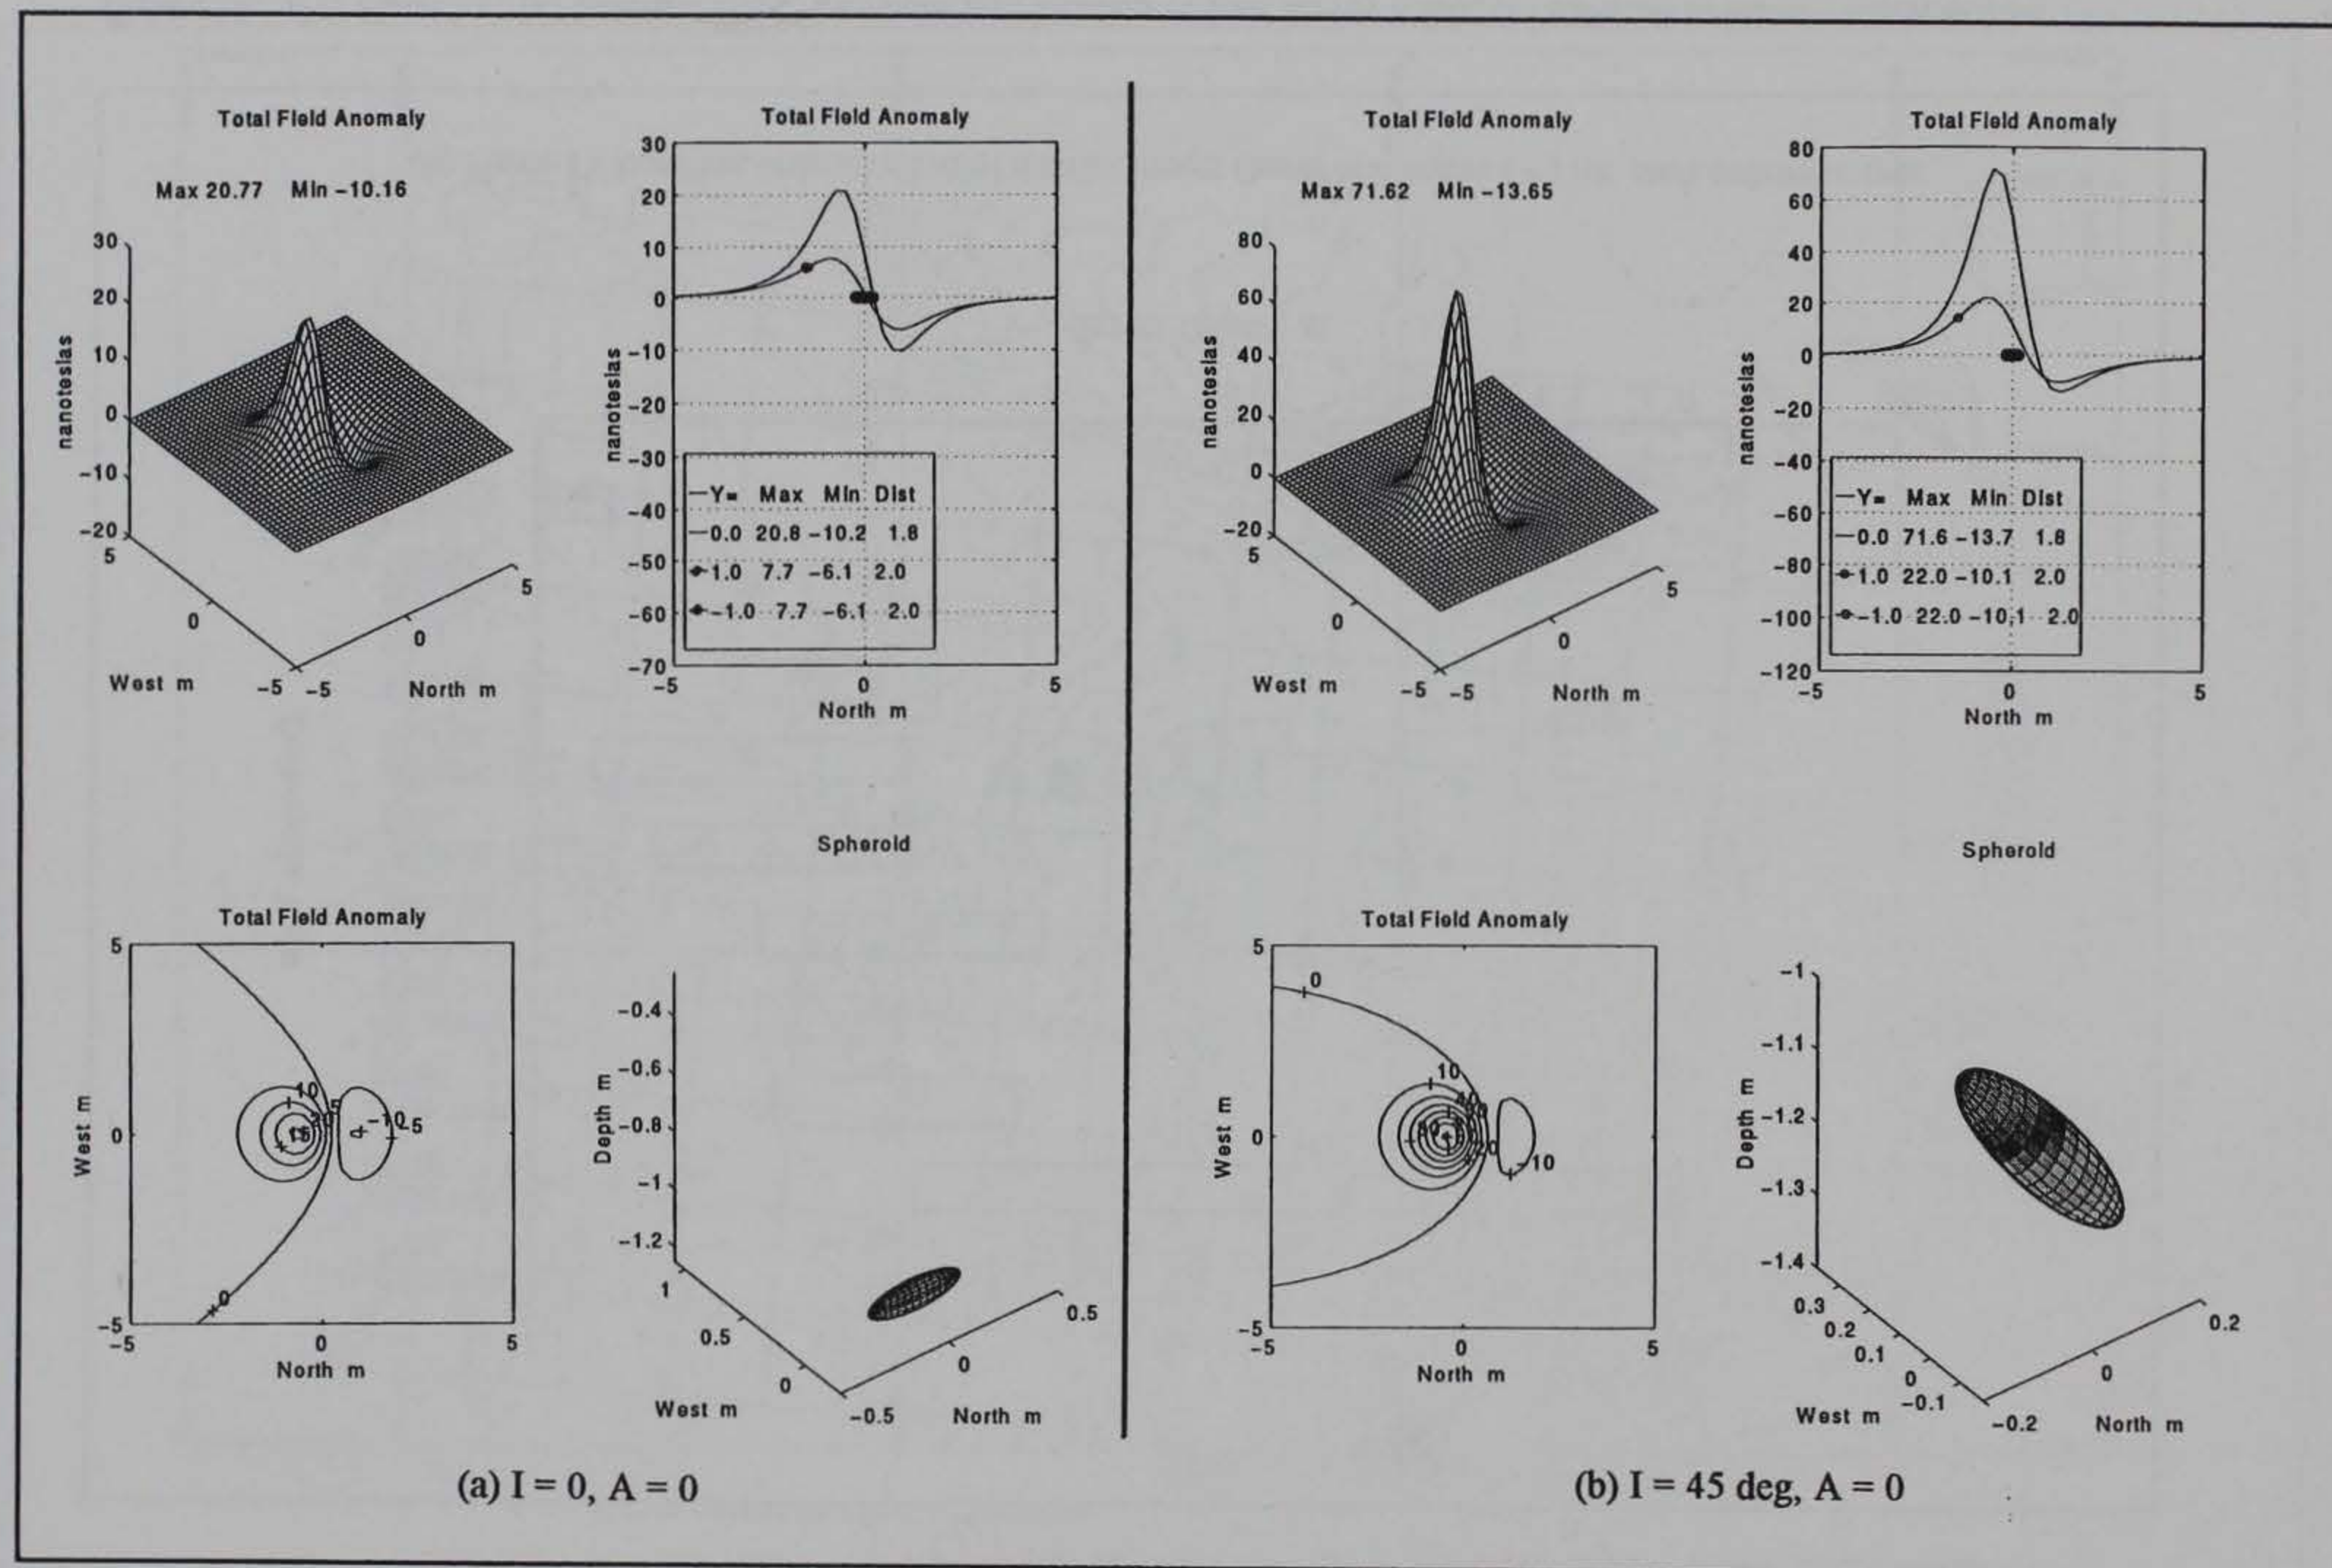 Total Field Anomaly
Max 20.77 Min -10.16
30
20
10
0
-10
-20
nanoteslas
5
0
-5
West m
-5
0
5
North m
Total Field Anomaly
30
20
10
0
-10
-20
-30
-40
-50
-60
-70
nanoteslas
Y= Max Min Dist
0.0 20.8 -10.2 1.8
1.0 7.7 -6.1 2.0
-1.0 7.7 -6.1 2.0
-5
0
5
North m
Total Field Anomaly
5
0
-5
West m
10
5
20
15
-10
-5
0
-5
0
5
North m
Spheroid
-0.4
-0.6
-0.8
-1
-1.2
Depth m
1
0.5
0
West m
-0.5
0
0.5
North m
(a) I = 0, A = 0
Total Field Anomaly
Max 71.62 Min -13.65
80
60
40
20
0
-20
nanoteslas
5
0
-5
West m
-5
0
5
North m
Total Field Anomaly
80
60
40
20
0
-20
-40
-60
-80
-100
-120
nanoteslas
Y= Max Min Dist
0.0 71.6 -13.7 1.8
1.0 22.0 -10.1 2.0
-1.0 22.0 -10.1 2.0
-5
0
5
North m
Total Field Anomaly
5
0
-5
West m
0
10
40
20
-10
-5
0
5
North m
Spheroid
-1
-1.1
-1.2
-1.3
-1.4
Depth m
0.3
0.2
0.1
0
-0.1
West m
-0.2
0
0.2
North m
(b) I = 45 deg, A = 0